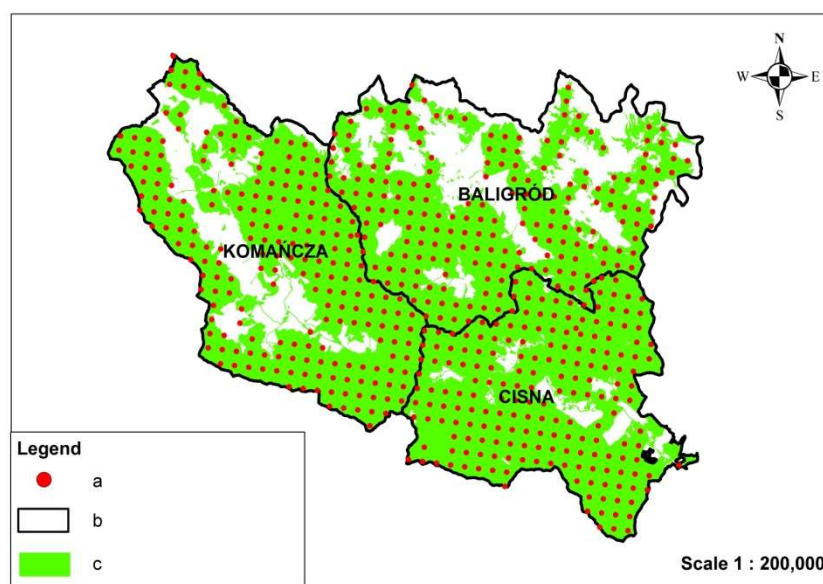 N
W E
S
BALIGRÓD
KOMAŃCZA
CISNA
Legend
a
b
c
Scale 1 : 200,000